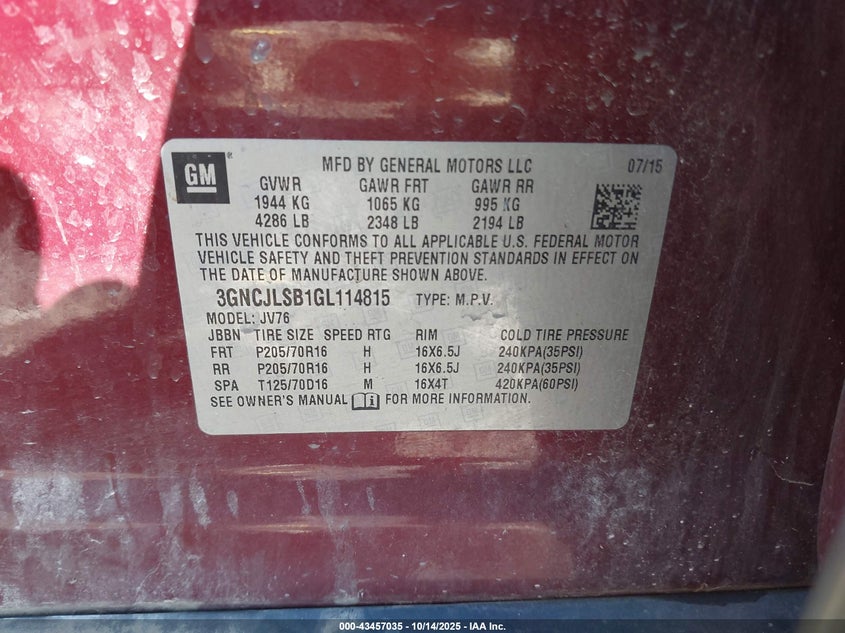 GM
MFD BY GENERAL MOTORS LLC 07/15
GVWR GAWR FRT GAWR RR
1944 KG 1065 KG 995 KG
4286 LB 2348 LB 2194 LB
THIS VEHICLE CONFORMS TO ALL APPLICABLE U.S. FEDERAL MOTOR
VEHICLE SAFETY AND THEFT PREVENTION STANDARDS IN EFFECT ON
THE DATE OF MANUFACTURE SHOWN ABOVE.
3GNCJLSB1GL114815 TYPE: M.P.V.
MODEL: JV76
JBBN TIRE SIZE SPEED RTG RIM COLD TIRE PRESSURE
FRT P205/70R16 H 16X6.5J 240KPA(35PSI)
RR P205/70R16 H 16X6.5J 240KPA(35PSI)
SPA T125/70D16 M 16X4T 420KPA(60PSI)
SEE OWNER'S MANUAL FOR MORE INFORMATION.
000-43457035 | 10/14/2025 | IAA Inc.